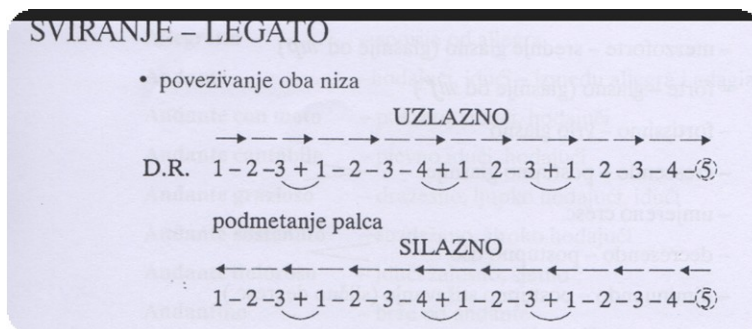 SVIRANJE – LEGATO
• povezivanje oba niza
UZLAZNO
D.R. 1 – 2 – 3 + 1 – 2 – 3 – 4 + 1 – 2 – 3 + 1 – 2 – 3 – 4 – 5
podmetanje palca
SILAZNO
1 – 2 – 3 + 1 – 2 – 3 – 4 + 1 – 2 – 3 + 1 – 2 – 3 – 4 – 5